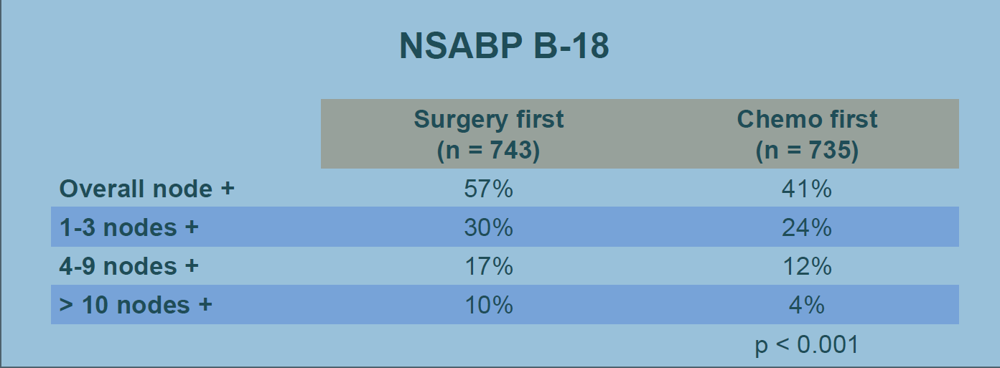 NSABP B-18
Surgery first Chemo first
(n = 743) (n = 735)
Overall node + 57% 41%
1-3 nodes + 30% 24%
4-9 nodes + 17% 12%
> 10 nodes + 10% 4%
p < 0.001